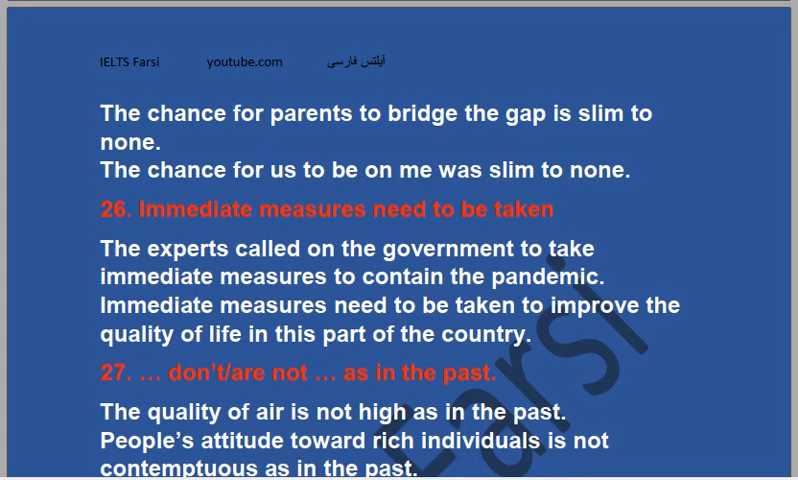 IELTS Farsi youtube.com آیلتس فارسی
The chance for parents to bridge the gap is slim to
none.
The chance for us to be on me was slim to none.
26. Immediate measures need to be taken
The experts called on the government to take
immediate measures to contain the pandemic.
Immediate measures need to be taken to improve the
quality of life in this part of the country.
27. … don’t/are not … as in the past.
The quality of air is not high as in the past.
People’s attitude toward rich individuals is not
contemptuous as in the past.
Farsi